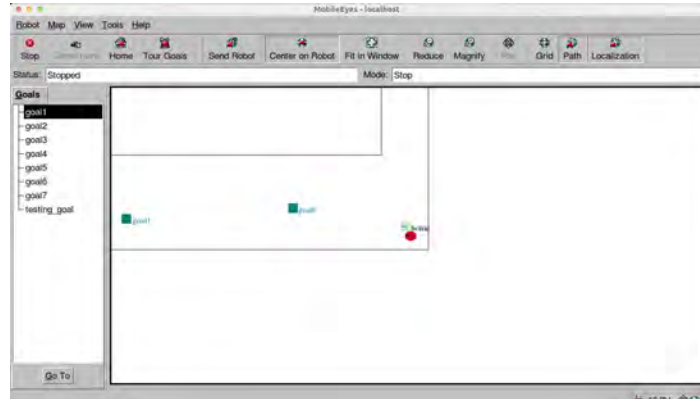 MobileEyes - localhost
Robot Map View Tools Help
Stop Home Tour Goals Send Robot Center on Robot Fit in Window Reduce Magnify Grid Path Localization
Status: Stopped Mode: Stop
Goals
goal1
goal2
goal3
goal4
goal5
goal6
goal7
testing_goal
goal1
Go To